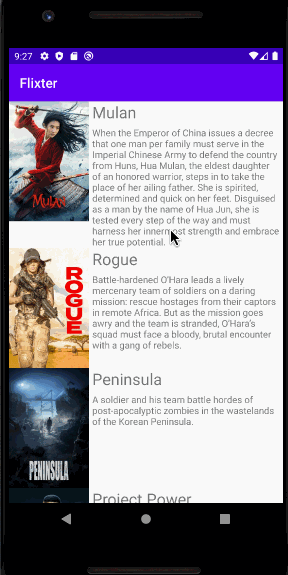 9:27
Flixter
Mulan
When the Emperor of China issues a decree
that one man per family must serve in the
Imperial Chinese Army to defend the country
from Huns, Hua Mulan, the eldest daughter
of an honored warrior, steps in to take the
place of her ailing father. She is spirited,
determined and quick on her feet. Disguised
as a man by the name of Hua Jun, she is
tested every step of the way and must
harness her innermost strength and embrace
her true potential.
MULAN
Rogue
Battle-hardened O'Hara leads a lively
mercenary team of soldiers on a daring
mission: rescue hostages from their captors
in remote Africa. But as the mission goes
awry and the team is stranded, O'Hara's
squad must face a bloody, brutal encounter
with a gang of rebels.
ROGUE
Peninsula
A soldier and his team battle hordes of
post-apocalyptic zombies in the wastelands
of the Korean Peninsula.
PENINSULA
Project Power